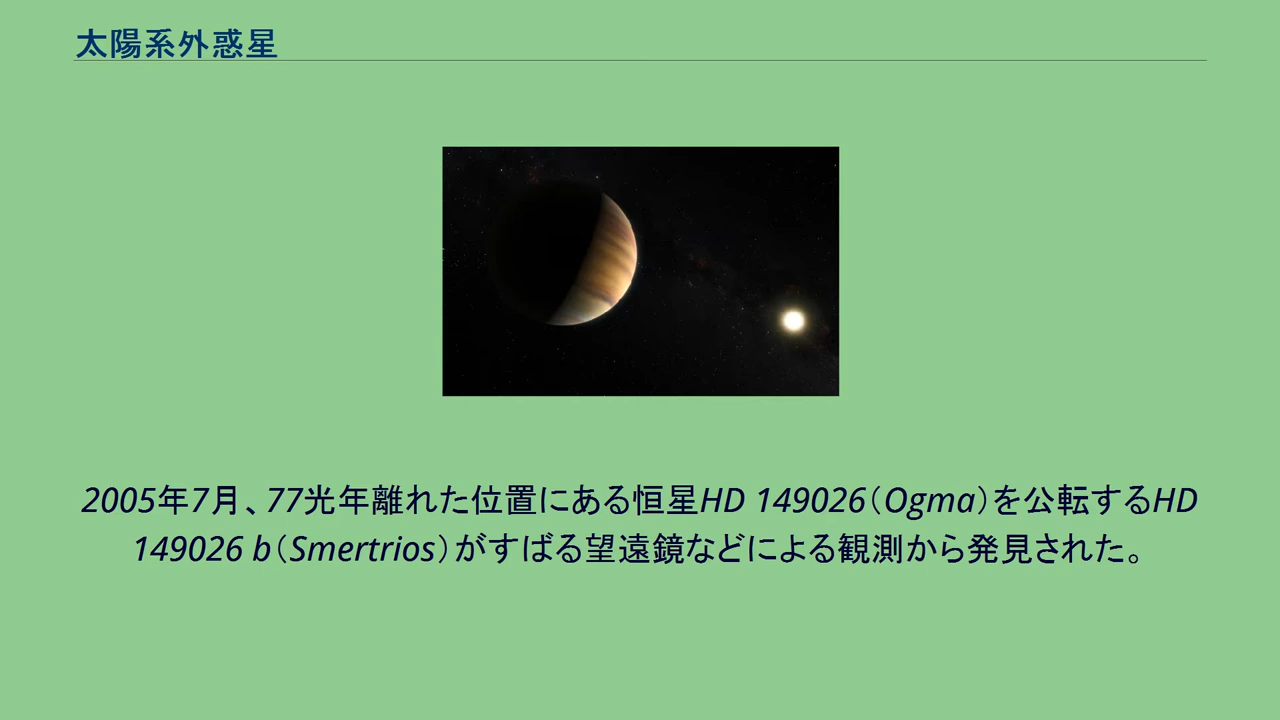 太陽系外惑星
2005年7月、77光年離れた位置にある恒星HD 149026（Ogma）を公転するHD
149026 b（Smertrios）がすばる望遠鏡などによる観測から発見された。